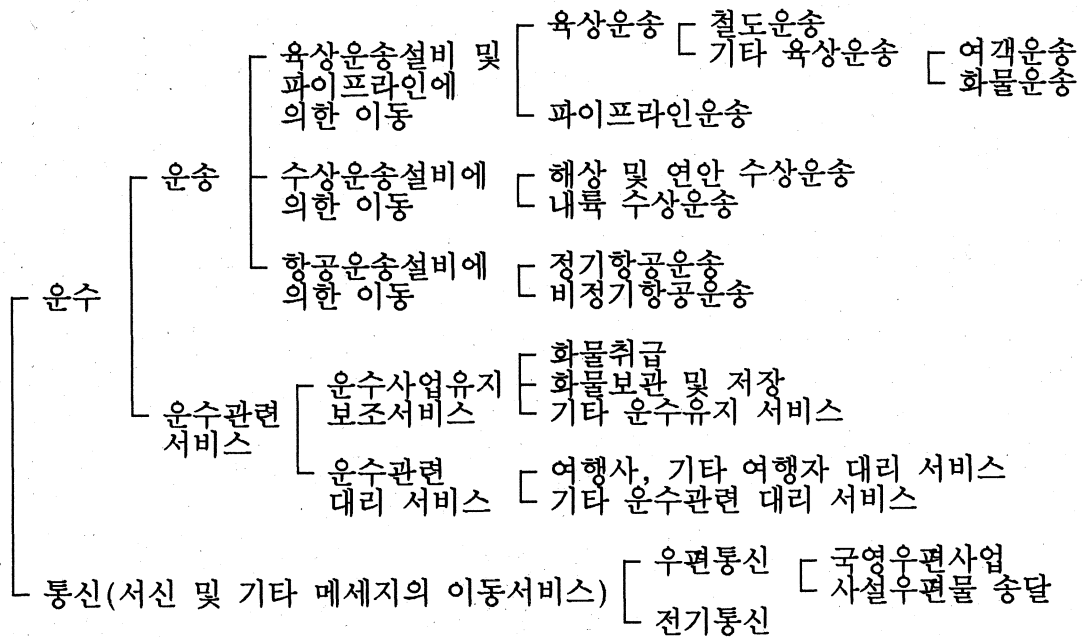 육상운송설비 및
파이프라인에
의한 이동
육상운송
철도운송
기타 육상운송
여객운송
화물운송
파이프라인운송
운송
수상운송설비에
의한 이동
해상 및 연안 수상운송
내륙 수상운송
항공운송설비에
의한 이동
정기항공운송
비정기항공운송
운수
운수관련
서비스
운수사업유지
보조서비스
화물취급
화물보관 및 저장
기타 운수유지 서비스
운수관련
대리 서비스
여행사, 기타 여행자 대리 서비스
기타 운수관련 대리 서비스
통신(서신 및 기타 메세지의 이동서비스)
우편통신
국영우편사업
사설우편물 송달
전기통신